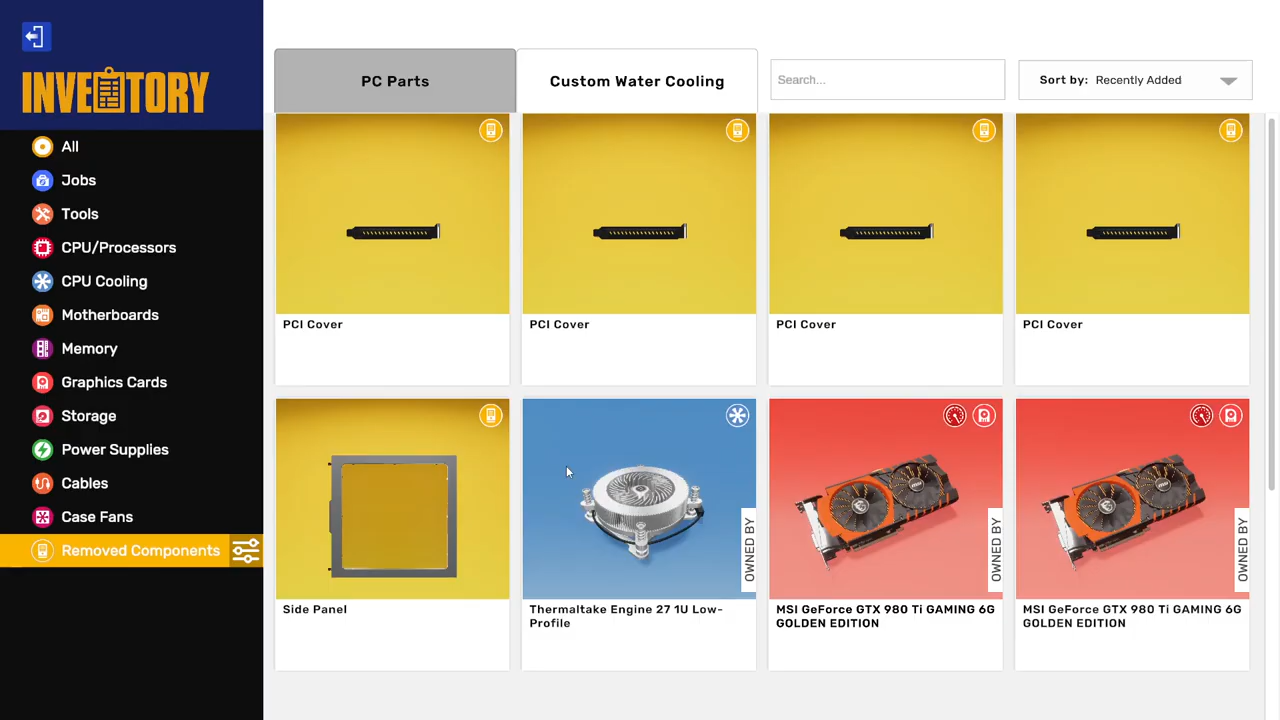 INVENTORY
All
Jobs
Tools
CPU/Processors
CPU Cooling
Motherboards
Memory
Graphics Cards
Storage
Power Supplies
Cables
Case Fans
Removed Components
PC Parts
Custom Water Cooling
Search...
Sort by: Recently Added
PCI Cover
PCI Cover
PCI Cover
PCI Cover
OWNED BY
OWNED BY
OWNED BY
Side Panel
Thermaltake Engine 27 1U Low-
Profile
MSI GeForce GTX 980 Ti GAMING 6G
GOLDEN EDITION
MSI GeForce GTX 980 Ti GAMING 6G
GOLDEN EDITION